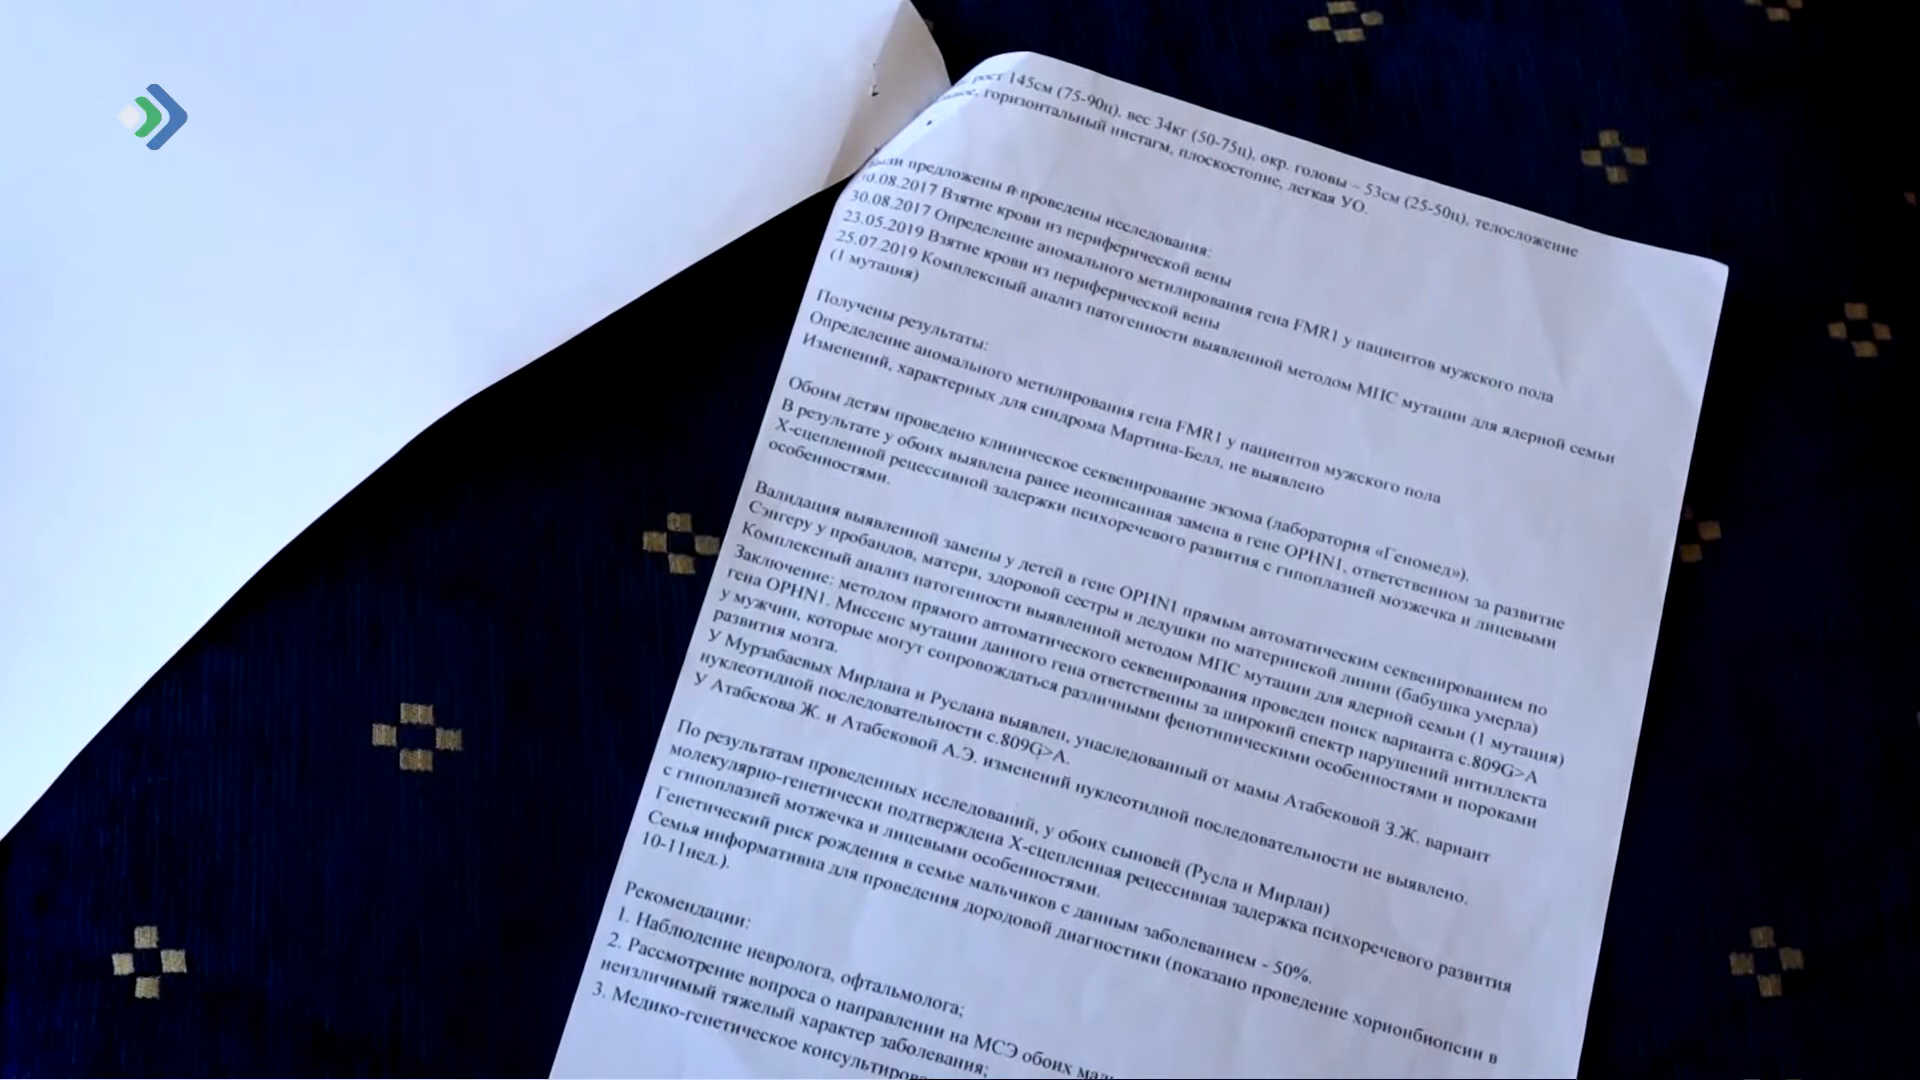 рост 145см (75-90ц), вес 34кг (50-75ц), окр. головы – 53см (25-50ц), телосложение
горизонтальный нистагм, плоскостопие, легкая УО.
предложены и проведены исследования:
.08.2017 Взятие крови из периферической вены
30.08.2017 Определение аномального метилирования гена FMR1 у пациентов мужского пола
23.05.2019 Взятие крови из периферической вены
25.07.2019 Комплексный анализ патогенности выявленной методом МПС мутации для ядерной семьи
(1 мутация)
Получены результаты:
Определение аномального метилирования гена FMR1 у пациентов мужского пола
Изменений, характерных для синдрома Мартина-Белл, не выявлено
Обоим детям проведено клиническое секвенирование экзома (лаборатория «Геномед»).
В результате у обоих выявлена ранее неописанная замена в гене OPHN1, ответственном за развитие
Х-сцепленной рецессивной задержки психоречевого развития с гипоплазией мозжечка и лицевыми
особенностями.
Валидация выявленной замены у детей в гене OPHN1 прямым автоматическим секвенированием по
Сэнгеру у пробандов, матери, здоровой сестры и дедушки по материнской линии (бабушка умерла)
Комплексный анализ патогенности выявленной методом МПС мутации для ядерной семьи (1 мутация)
Заключение: методом прямого автоматического секвенирования проведен поиск варианта c.809G>A
гена OPHN1. Миссенс мутации данного гена ответственны за широкий спектр нарушений интиллекта
у мужчин, которые могут сопровождаться различными фенотипическими особенностями и пороками
развития мозга.
У Мурзабаевых Мирлана и Руслана выявлен, унаследованный от мамы Атабековой З.Ж. вариант
нуклеотидной последовательности c.809G>A.
У Атабекова Ж. и Атабековой А.Э. изменений нуклеотидной последовательности не выявлено.
По результатам проведенных исследований, у обоих сыновей (Русла и Мирлан)
молекулярно-генетически подтверждена Х-сцепленная рецессивная задержка психоречевого развития
с гипоплазией мозжечка и лицевыми особенностями.
Генетический риск рождения в семье мальчиков с данным заболеванием - 50%.
Семья информативна для проведения дородовой диагностики (показано проведение хорионбиопсии в
10-11нед.).
Рекомендации:
1. Наблюдение невролога, офтальмолога;
2. Рассмотрение вопроса о направлении на МСЭ обоих
неизличимый тяжелый характер заболевания;
3. Медико-генетическое